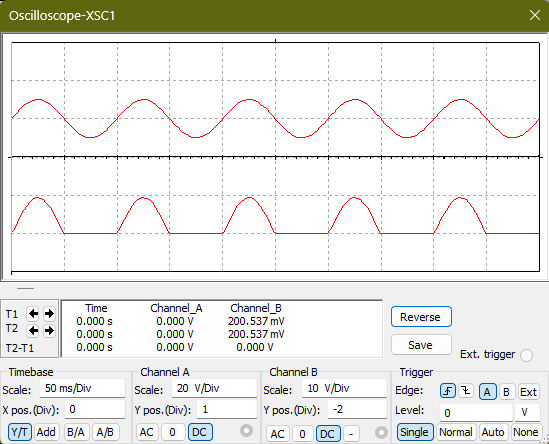 Oscilloscope-XSC1
Time Channel_A Channel_B
T1 0.000 s 0.000 V 200.537 mV
T2 0.000 s 0.000 V 200.537 mV
T2-T1 0.000 s 0.000 V 0.000 V
Reverse
Save
Ext. trigger
Timebase Channel A Channel B Trigger
Scale: 50 ms/Div Scale: 20 V/Div Scale: 10 V/Div Edge: A B Ext
X pos.(Div): 0 Y pos.(Div): 1 Y pos.(Div): -2 Level: 0 V
Y/T Add B/A A/B AC 0 DC AC 0 DC - Single Normal Auto None